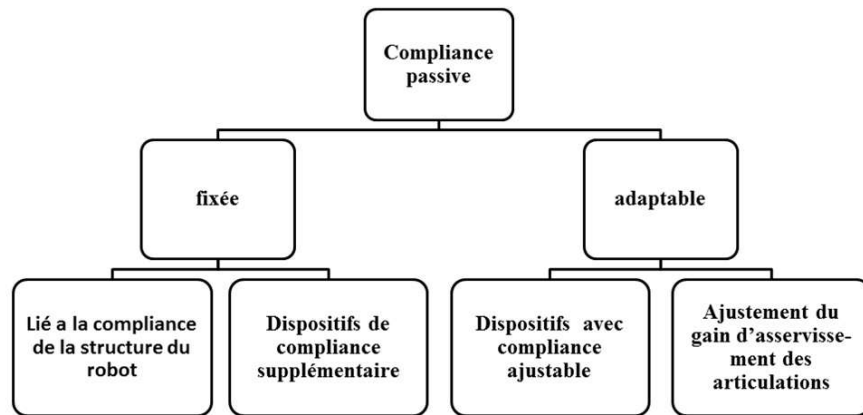 Compliance
passive
fixée
adaptable
Lié a la compliance
de la structure du
robot
Dispositifs de
compliance
supplémentaire
Dispositifs avec
compliance
ajustable
Ajustement du
gain d’asservisse-
ment des
articulations